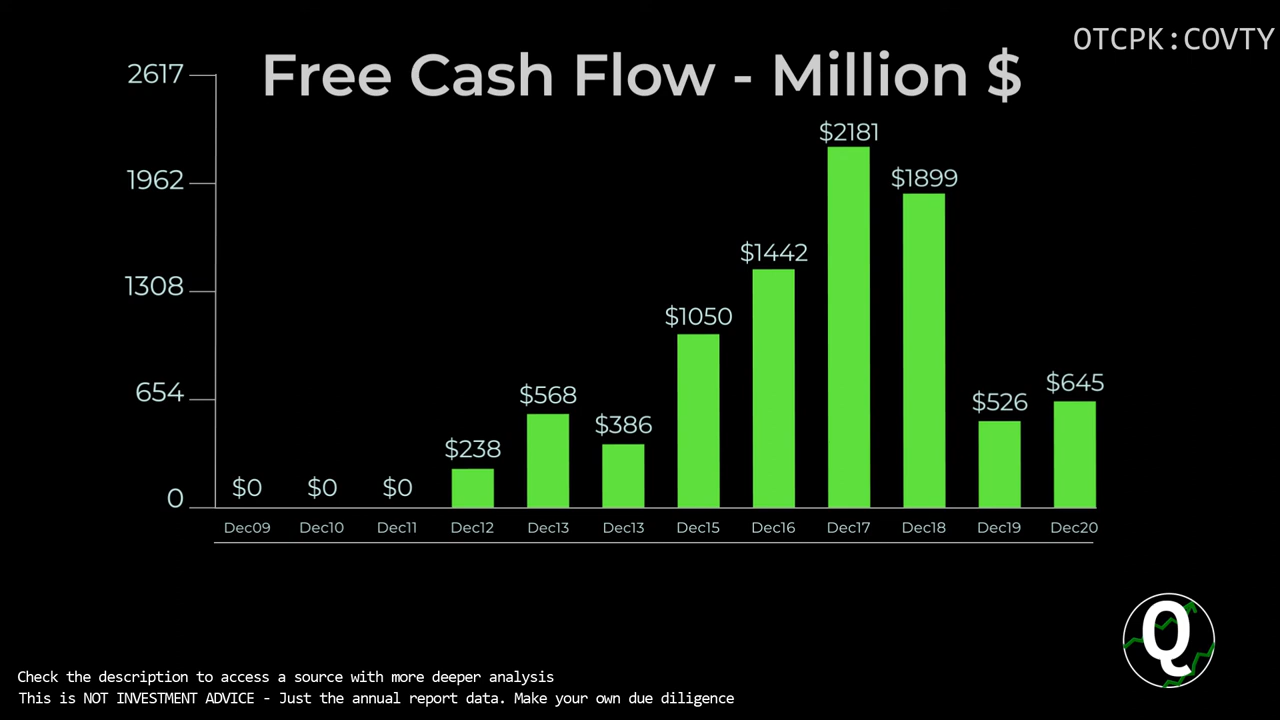 OTCPK:COVTY
Free Cash Flow - Million $
2617
1962
1308
654
0
$0
$0
$0
$238
$568
$386
$1050
$1442
$2181
$1899
$526
$645
Dec09 Dec10 Dec11 Dec12 Dec13 Dec13 Dec15 Dec16 Dec17 Dec18 Dec19 Dec20
Q
Check the description to access a source with more deeper analysis
This is NOT INVESTMENT ADVICE - Just the annual report data. Make your own due diligence